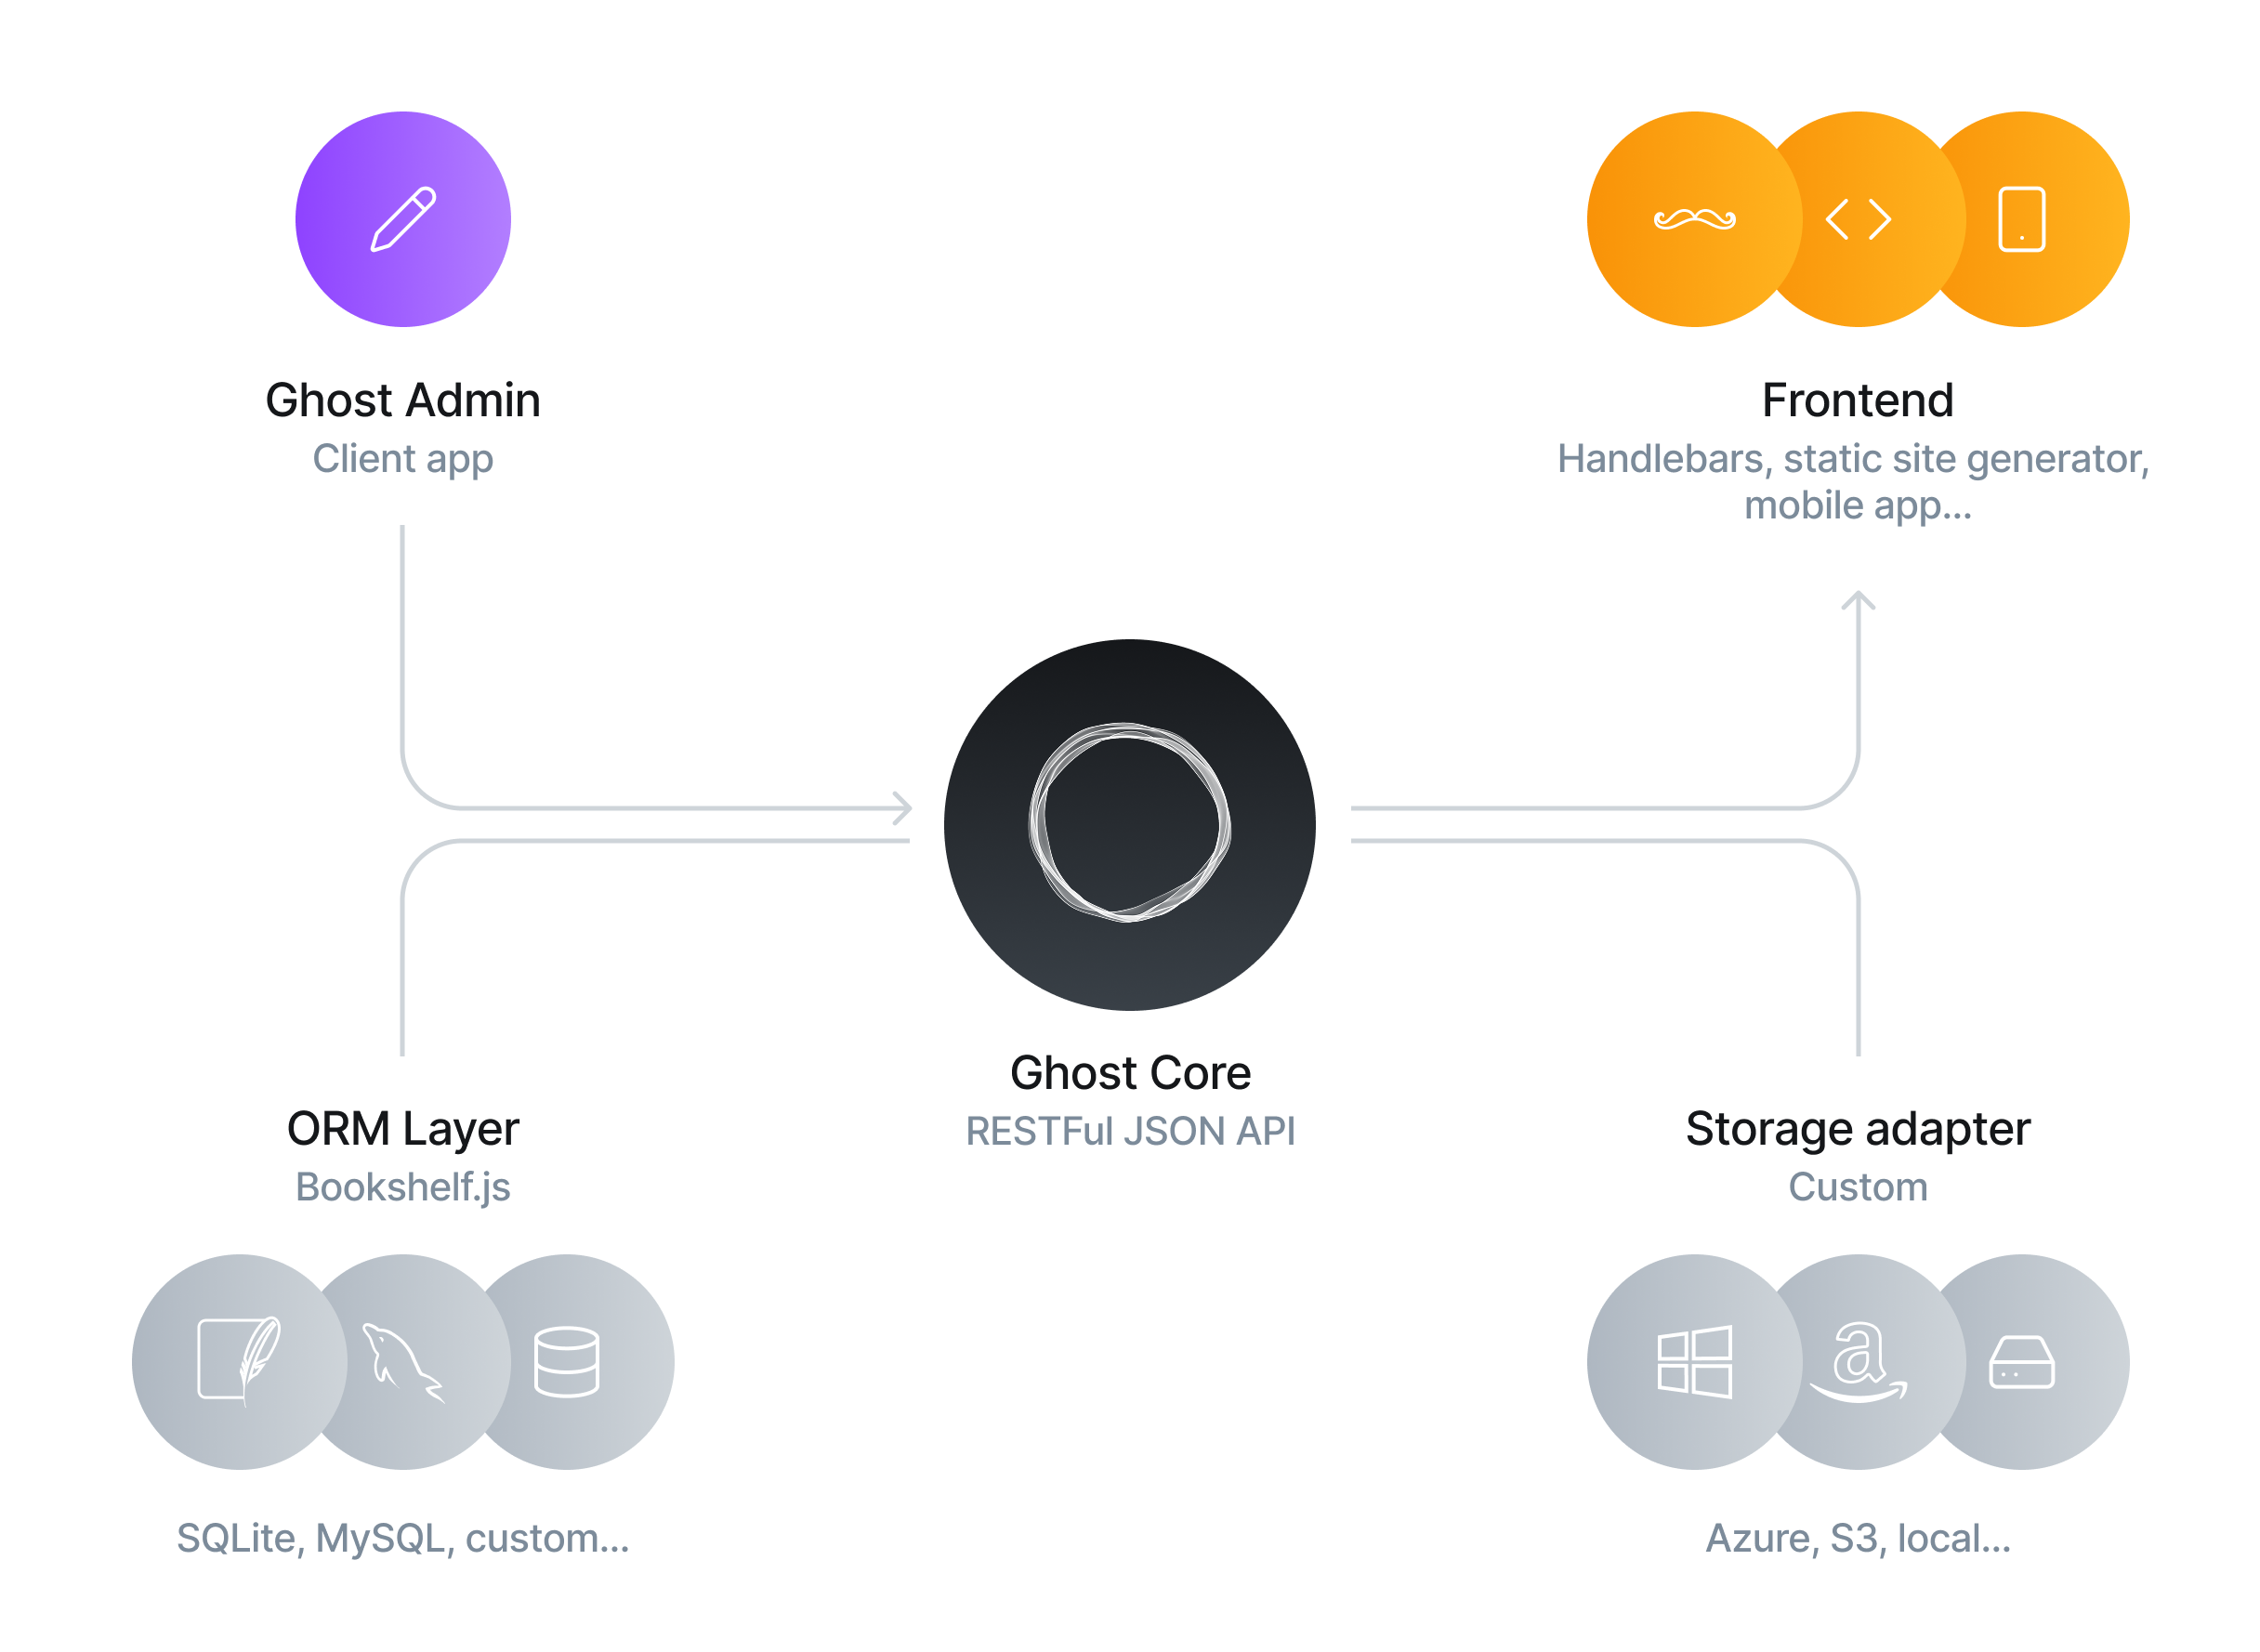 Ghost Admin
Client app
Frontend
Handlebars, static site generator,
mobile app...
Ghost Core
RESTFul JSON API
ORM Layer
Bookshelf.js
SQLite, MySQL, custom...
Storage adapter
Custom
Azure, S3, local...